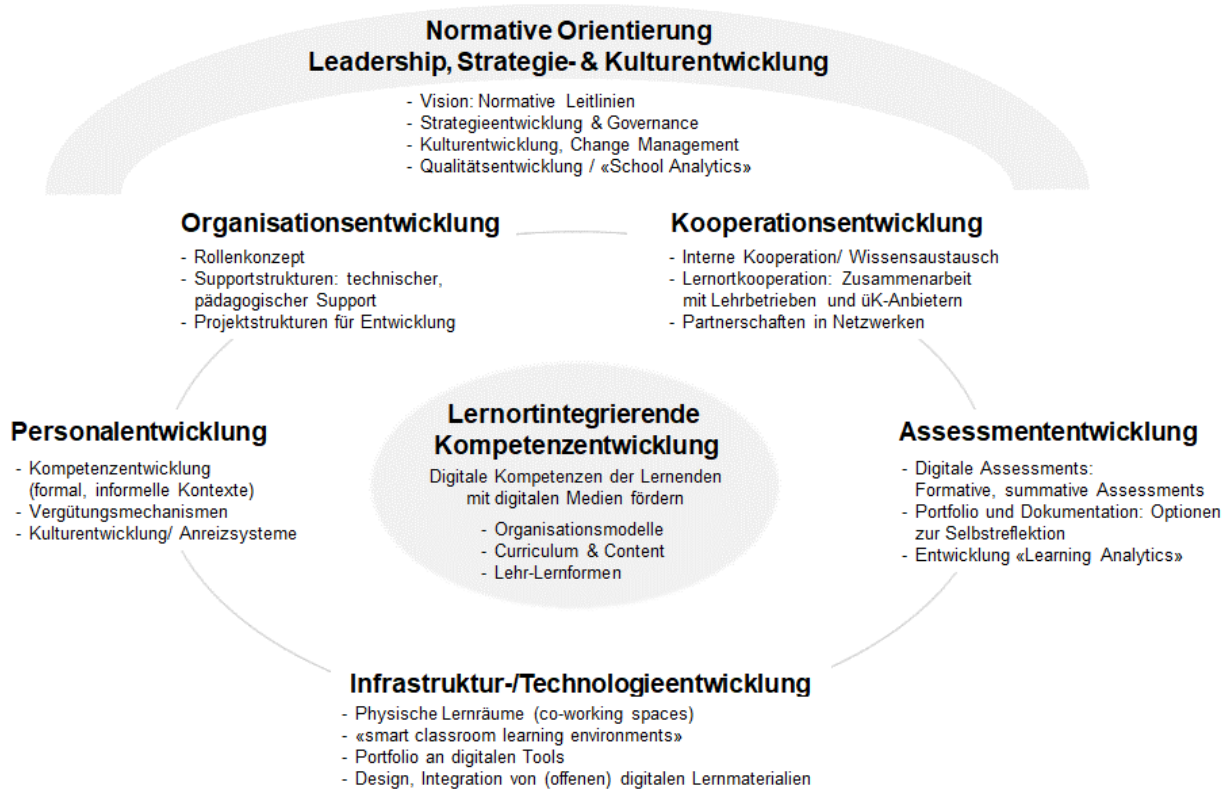 Normative Orientierung
Leadership, Strategie- & Kulturentwicklung
- Vision: Normative Leitlinien
- Strategieentwicklung & Governance
- Kulturentwicklung, Change Management
- Qualitätsentwicklung / «School Analytics»
Organisationsentwicklung
- Rollenkonzept
- Supportstrukturen: technischer,
pädagogischer Support
- Projektstrukturen für Entwicklung
Kooperationsentwicklung
- Interne Kooperation/ Wissensaustausch
- Lernortkooperation: Zusammenarbeit
mit Lehrbetrieben und üK-Anbietern
- Partnerschaften in Netzwerken
Personalentwicklung
- Kompetenzentwicklung
(formal, informelle Kontexte)
- Vergütungsmechanismen
- Kulturentwicklung/ Anreizsysteme
Lernortintegrierende
Kompetenzentwicklung
Digitale Kompetenzen der Lernenden
mit digitalen Medien fördern
- Organisationsmodelle
- Curriculum & Content
- Lehr-Lernformen
Assessmententwicklung
- Digitale Assessments:
Formative, summative Assessments
- Portfolio und Dokumentation: Optionen
zur Selbstreflektion
- Entwicklung «Learning Analytics»
Infrastruktur-/Technologieentwicklung
- Physische Lernräume (co-working spaces)
- «smart classroom learning environments»
- Portfolio an digitalen Tools
- Design, Integration von (offenen) digitalen Lernmaterialien